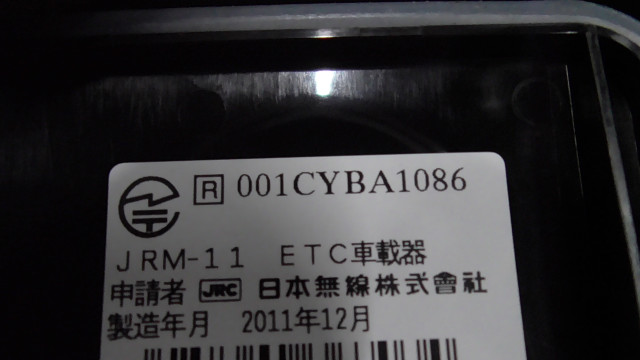 R 001CYBA1086
JRM-11 ETC車載器
申請者 JRC 日本無線株式會社
製造年月 2011年12月